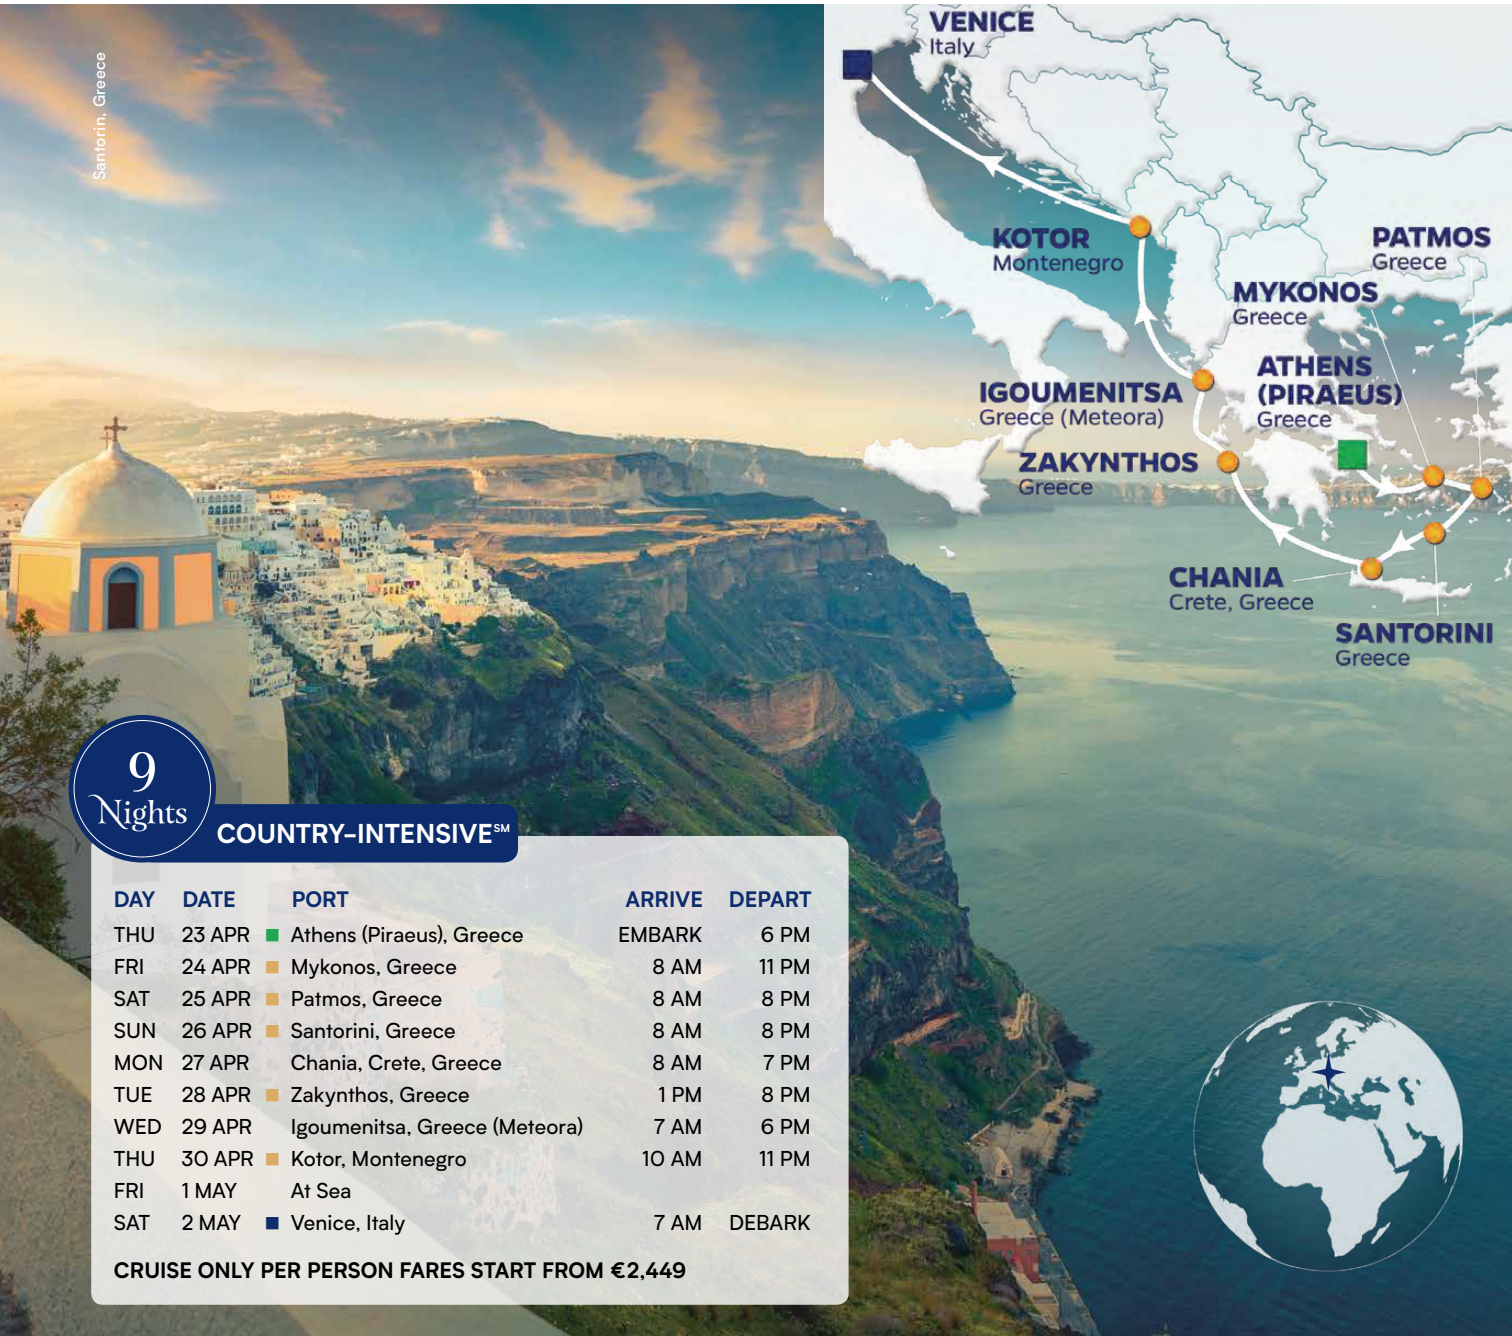 Santorin, Greece
VENICE
Italy
KOTOR
Montenegro
PATMOS
Greece
MYKONOS
Greece
ATHENS
(PIRAEUS)
Greece
IGOUMENITSA
Greece (Meteora)
ZAKYNTHOS
Greece
CHANIA
Crete, Greece
SANTORINI
Greece
9
Nights
COUNTRY-INTENSIVE℠
DAY DATE PORT ARRIVE DEPART
THU 23 APR Athens (Piraeus), Greece EMBARK 6 PM
FRI 24 APR Mykonos, Greece 8 AM 11 PM
SAT 25 APR Patmos, Greece 8 AM 8 PM
SUN 26 APR Santorini, Greece 8 AM 8 PM
MON 27 APR Chania, Crete, Greece 8 AM 7 PM
TUE 28 APR Zakynthos, Greece 1 PM 8 PM
WED 29 APR Igoumenitsa, Greece (Meteora) 7 AM 6 PM
THU 30 APR Kotor, Montenegro 10 AM 11 PM
FRI 1 MAY At Sea
SAT 2 MAY Venice, Italy 7 AM DEBARK
CRUISE ONLY PER PERSON FARES START FROM €2,449